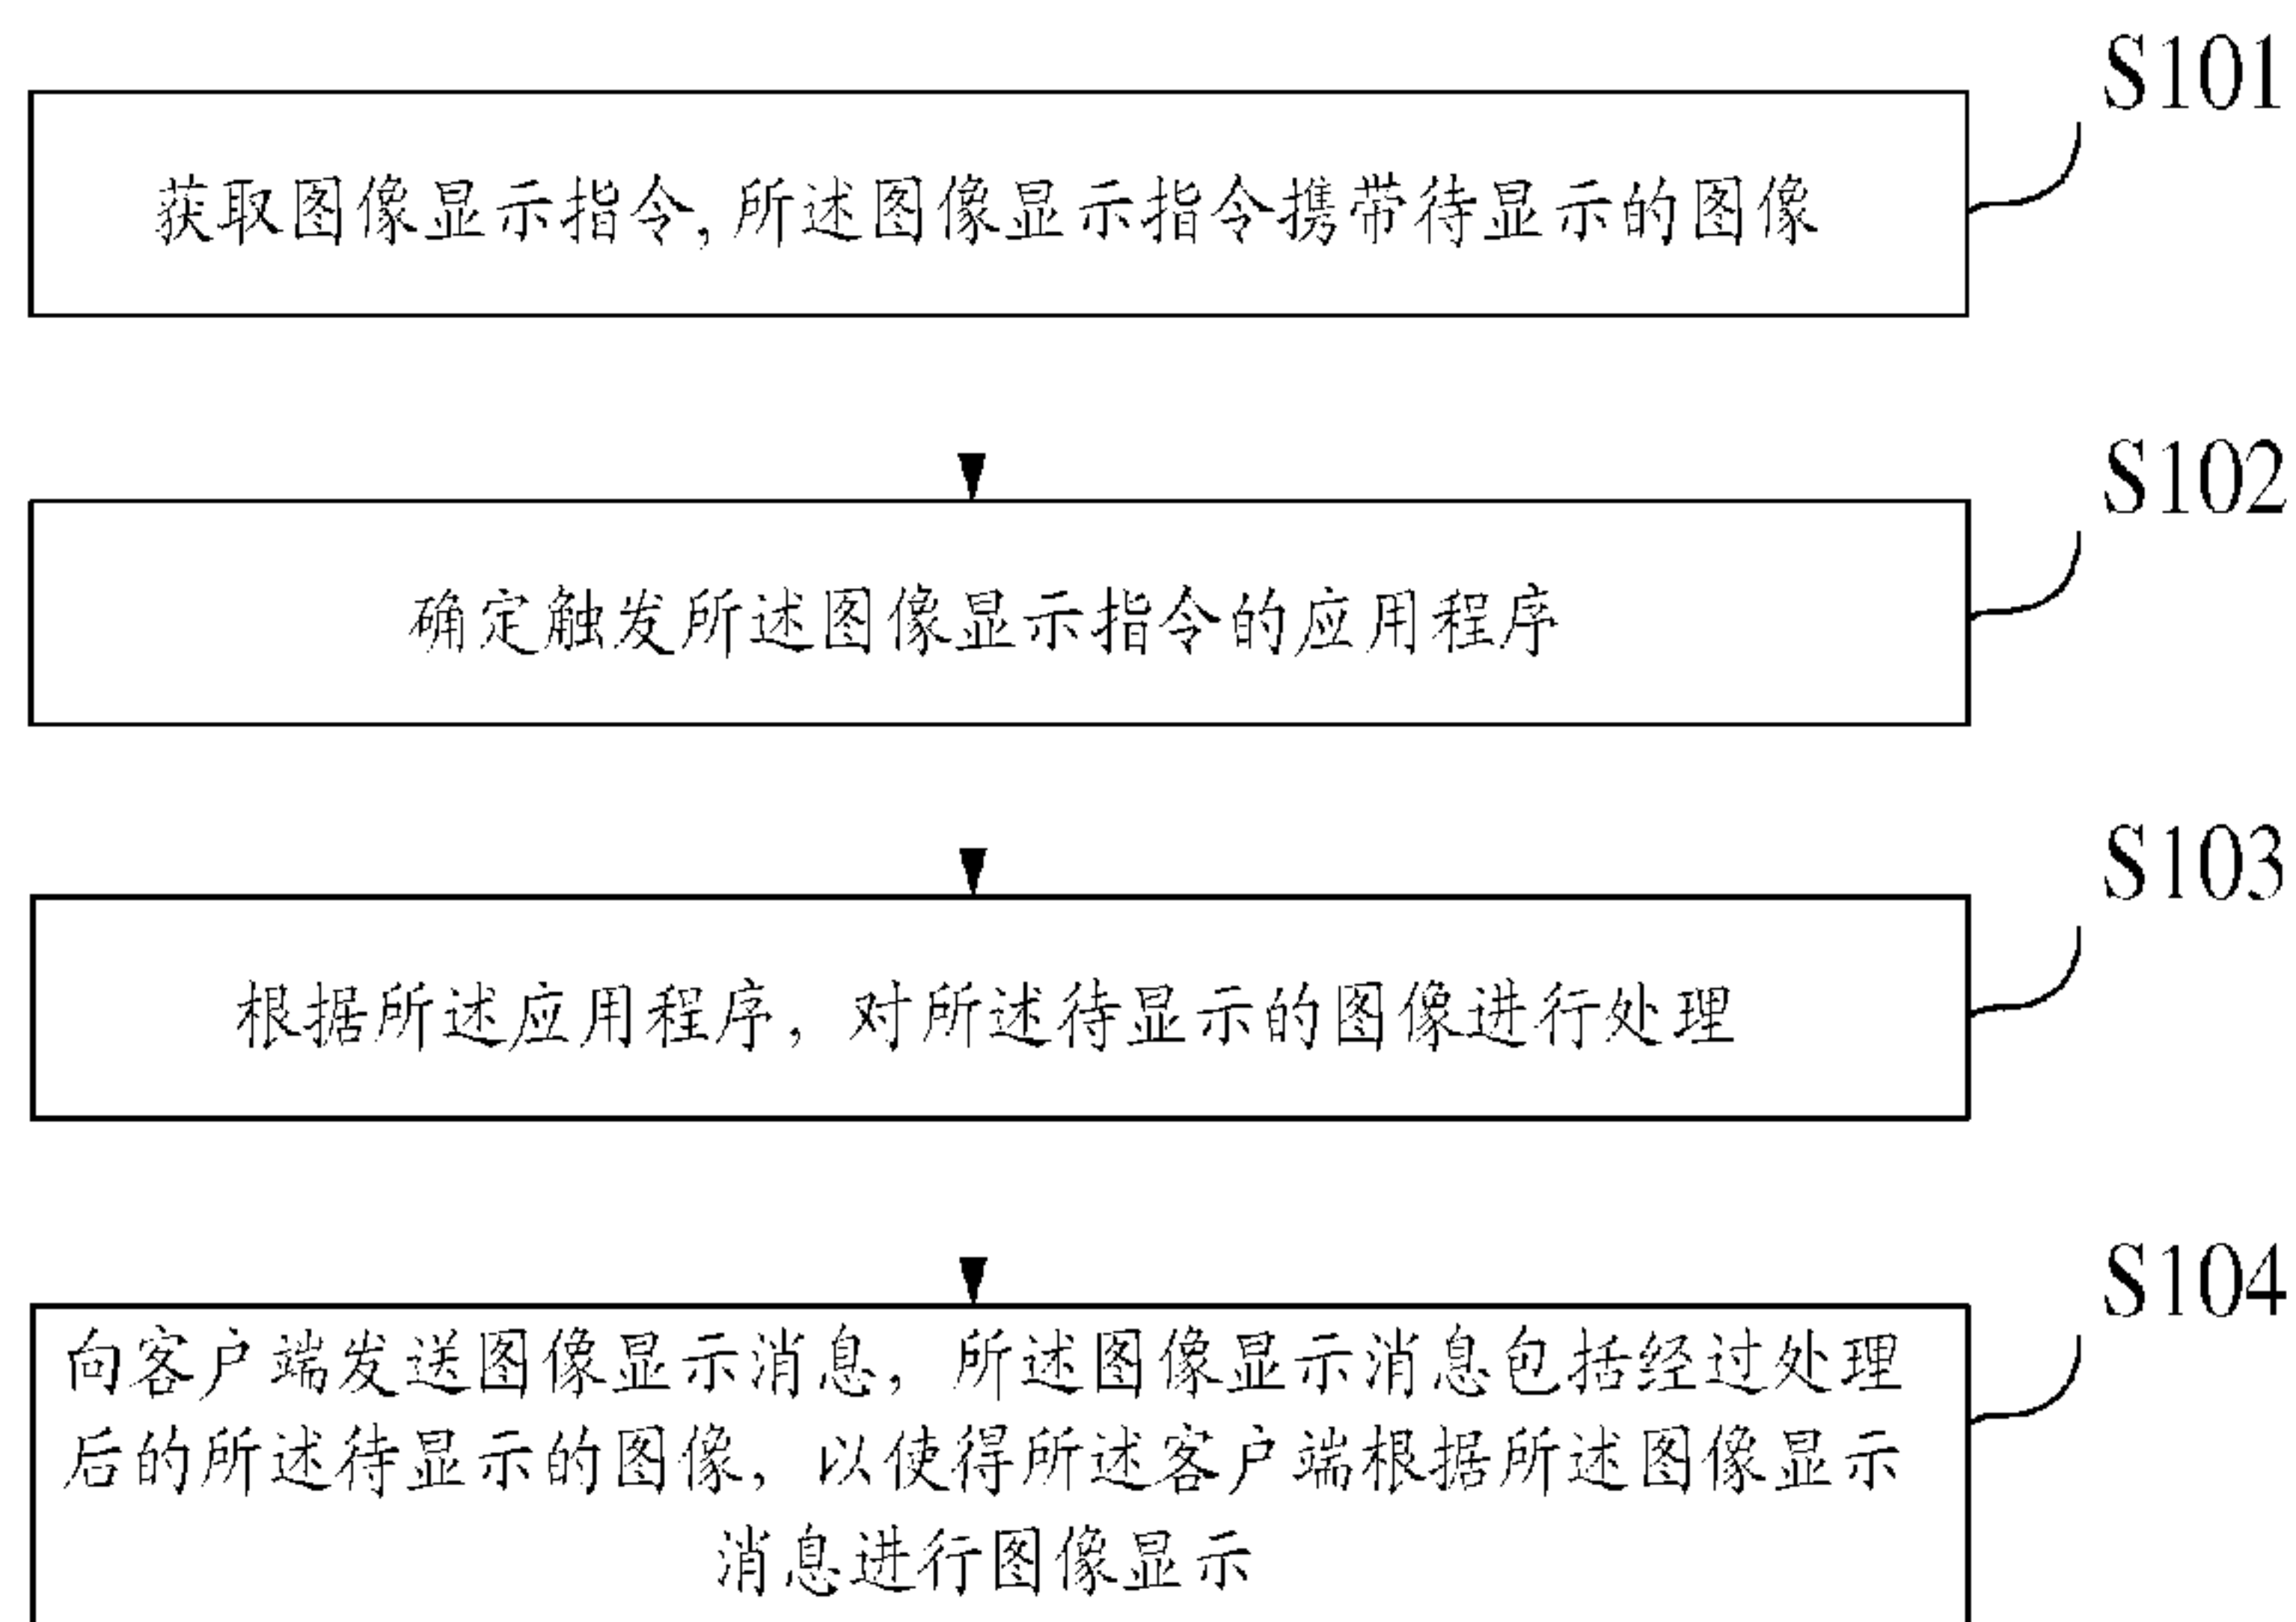 S101
获取图像显示指令,所述图像显示指令携带待显示的图像
S102
确定触发所述图像显示指令的应用程序
S103
根据所述应用程序，对所述待显示的图像进行处理
S104
向客户端发送图像显示消息，所述图像显示消息包括经过处理
后的所述待显示的图像，以使得所述客户端根据所述图像显示
消息进行图像显示